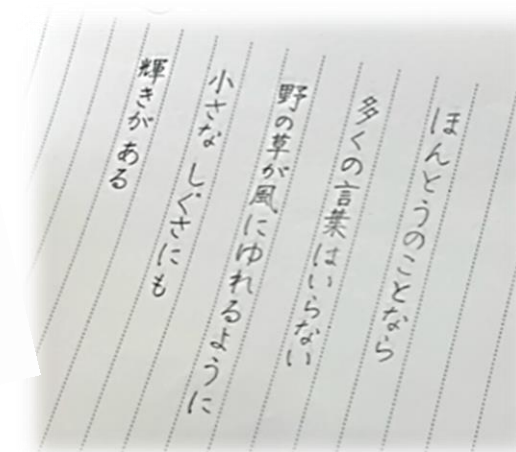 ほんとうのことなら
多くの言葉はいらない
野の草が風にゆれるように
小さな しぐさにも
輝きが ある